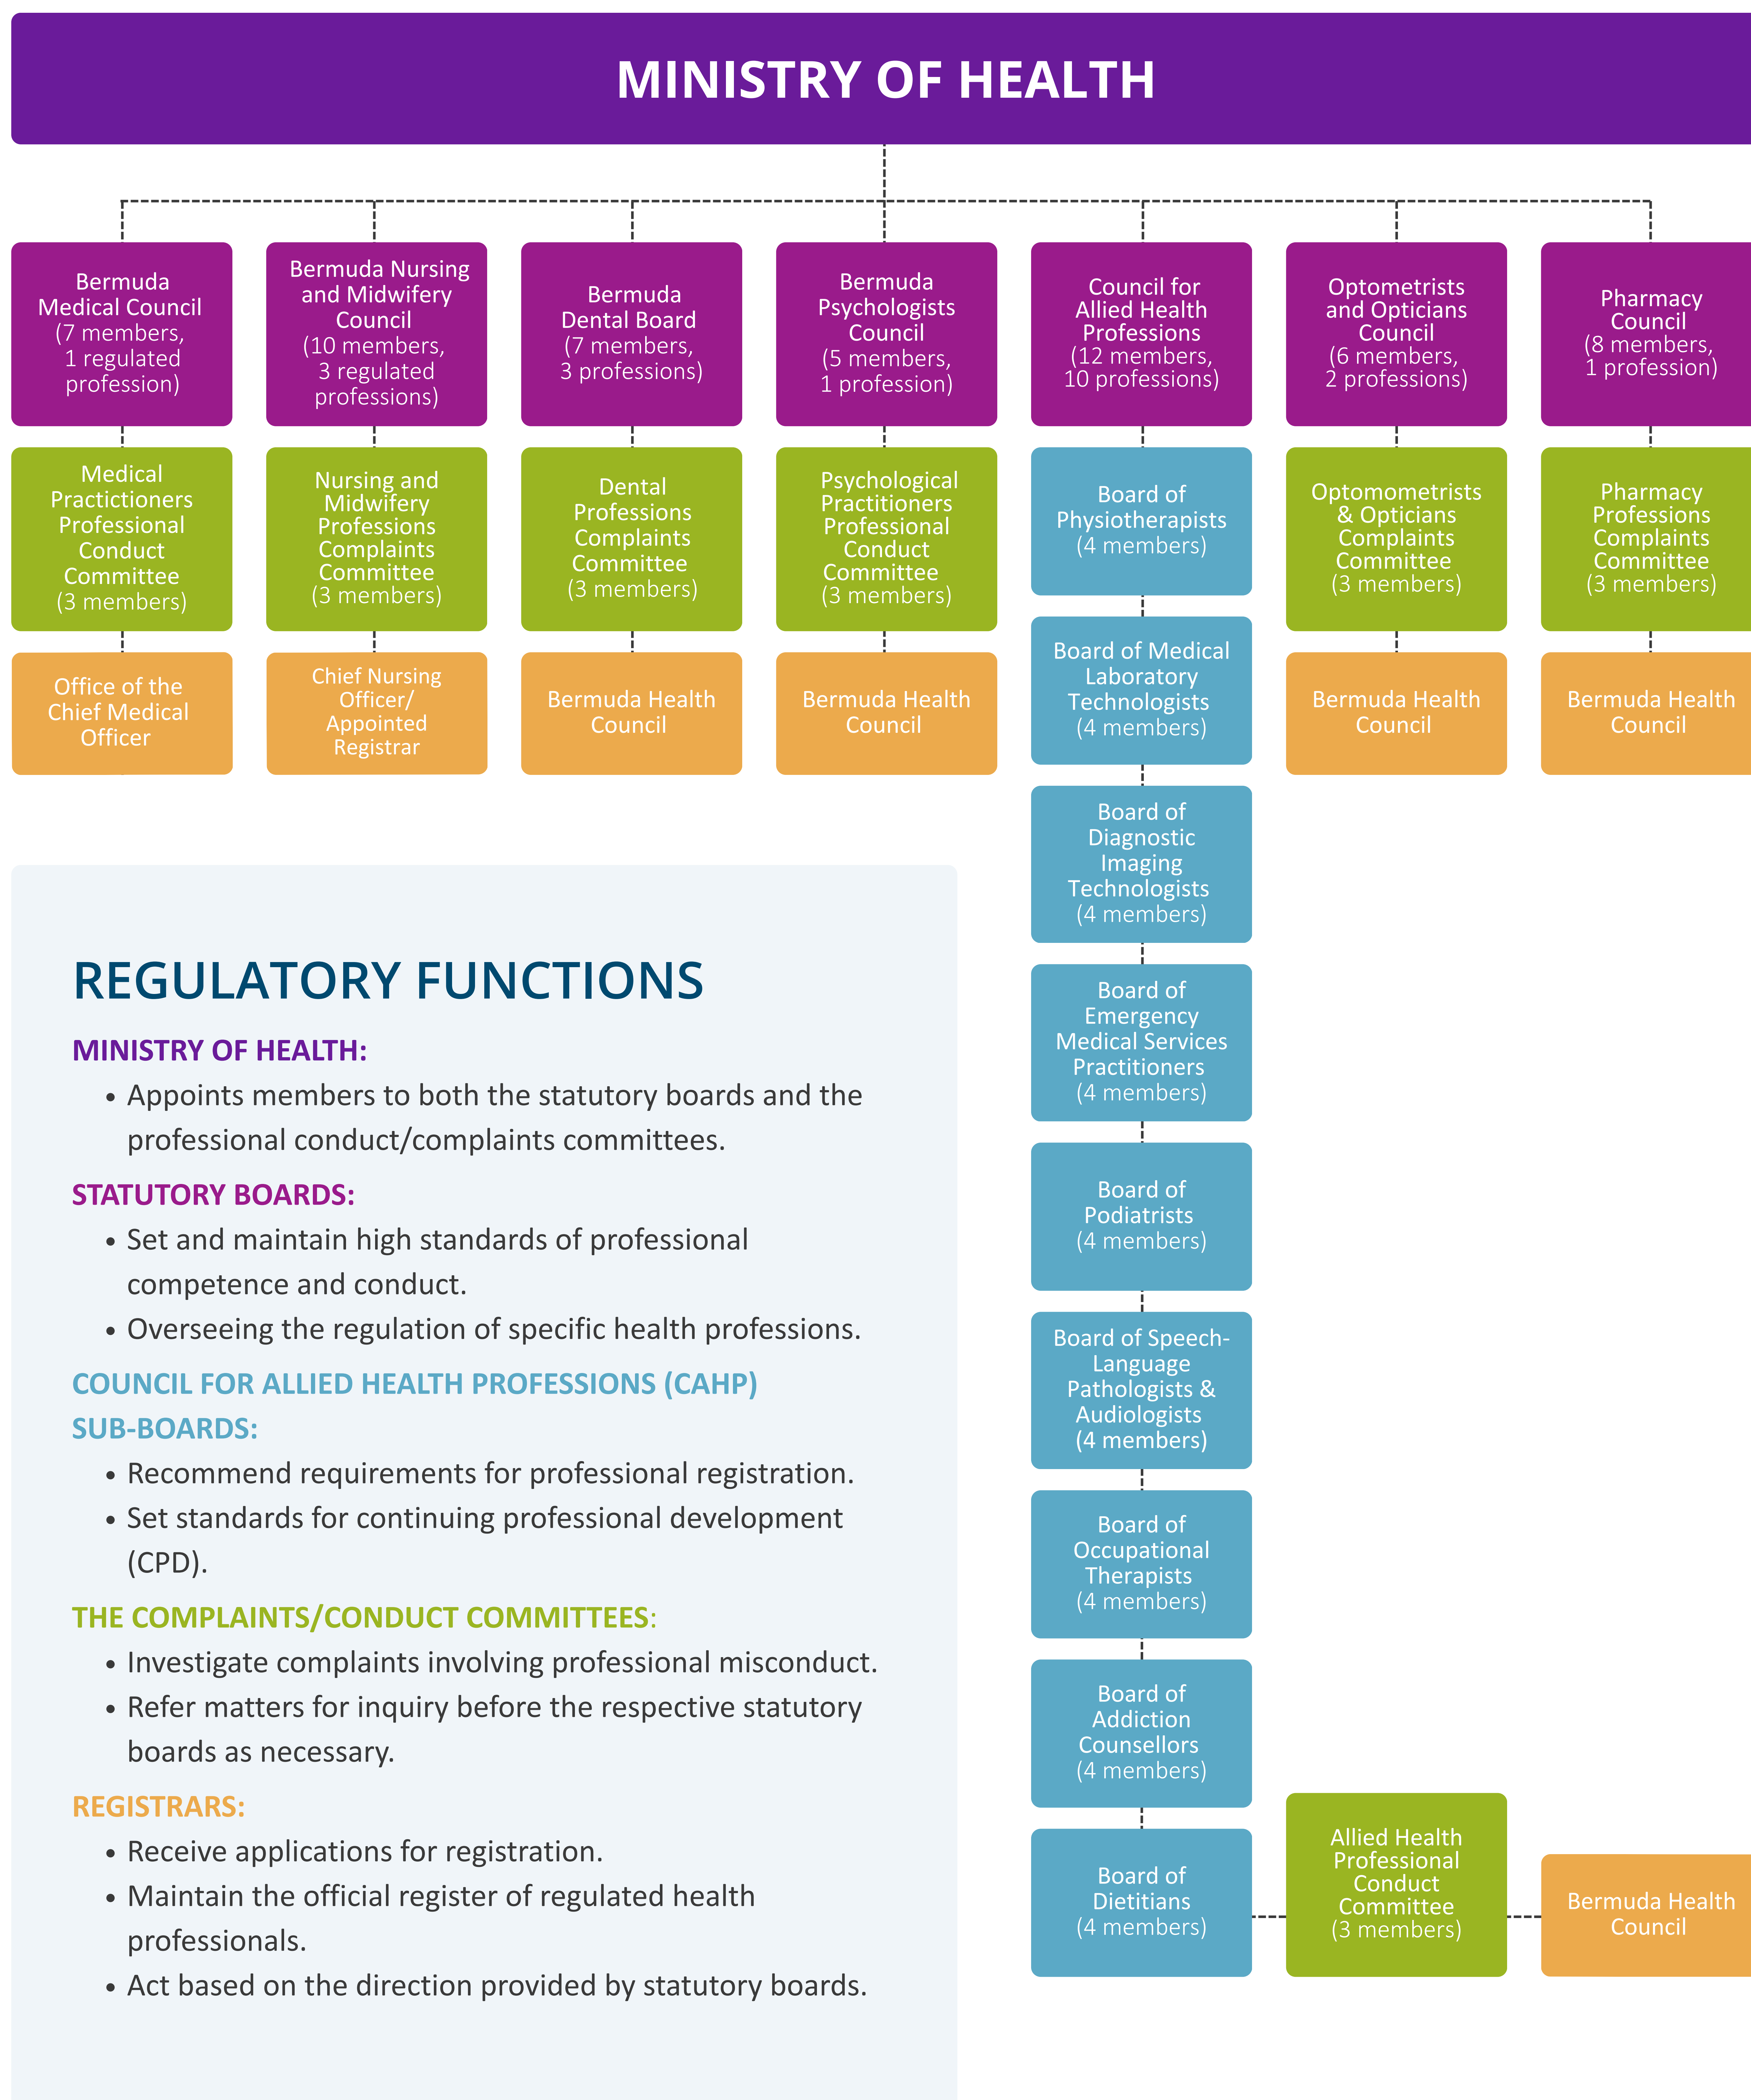 MINISTRY OF HEALTH
Bermuda
Medical Council
(7 members,
1 regulated
profession)
Bermuda Nursing
and Midwifery
Council
(10 members,
3 regulated
professions)
Bermuda
Dental Board
(7 members,
3 professions)
Bermuda
Psychologists
Council
(5 members,
1 profession)
Council for
Allied Health
Professions
(12 members,
10 professions)
Optometrists
and Opticians
Council
(6 members,
2 professions)
Pharmacy
Council
(8 members,
1 profession)
Medical
Practictioners
Professional
Conduct
Committee
(3 members)
Nursing and
Midwifery
Professions
Complaints
Committee
(3 members)
Dental
Professions
Complaints
Committee
(3 members)
Psychological
Practitioners
Professional
Conduct
Committee
(3 members)
Board of
Physiotherapists
(4 members)
Optomometrists
& Opticians
Complaints
Committee
(3 members)
Pharmacy
Professions
Complaints
Committee
(3 members)
Office of the
Chief Medical
Officer
Chief Nursing
Officer/
Appointed
Registrar
Bermuda Health
Council
Bermuda Health
Council
Board of Medical
Laboratory
Technologists
(4 members)
Bermuda Health
Council
Bermuda Health
Council
Board of
Diagnostic
Imaging
Technologists
(4 members)
Board of
Emergency
Medical Services
Practitioners
(4 members)
Board of
Podiatrists
(4 members)
Board of Speech-
Language
Pathologists &
Audiologists
(4 members)
Board of
Occupational
Therapists
(4 members)
Board of
Addiction
Counsellors
(4 members)
Board of
Dietitians
(4 members)
Allied Health
Professional
Conduct
Committee
(3 members)
Bermuda Health
Council
REGULATORY FUNCTIONS
MINISTRY OF HEALTH:
• Appoints members to both the statutory boards and the
professional conduct/complaints committees.
STATUTORY BOARDS:
• Set and maintain high standards of professional
competence and conduct.
• Overseeing the regulation of specific health professions.
COUNCIL FOR ALLIED HEALTH PROFESSIONS (CAHP)
SUB-BOARDS:
• Recommend requirements for professional registration.
• Set standards for continuing professional development
(CPD).
THE COMPLAINTS/CONDUCT COMMITTEES:
• Investigate complaints involving professional misconduct.
• Refer matters for inquiry before the respective statutory
boards as necessary.
REGISTRARS:
• Receive applications for registration.
• Maintain the official register of regulated health
professionals.
• Act based on the direction provided by statutory boards.